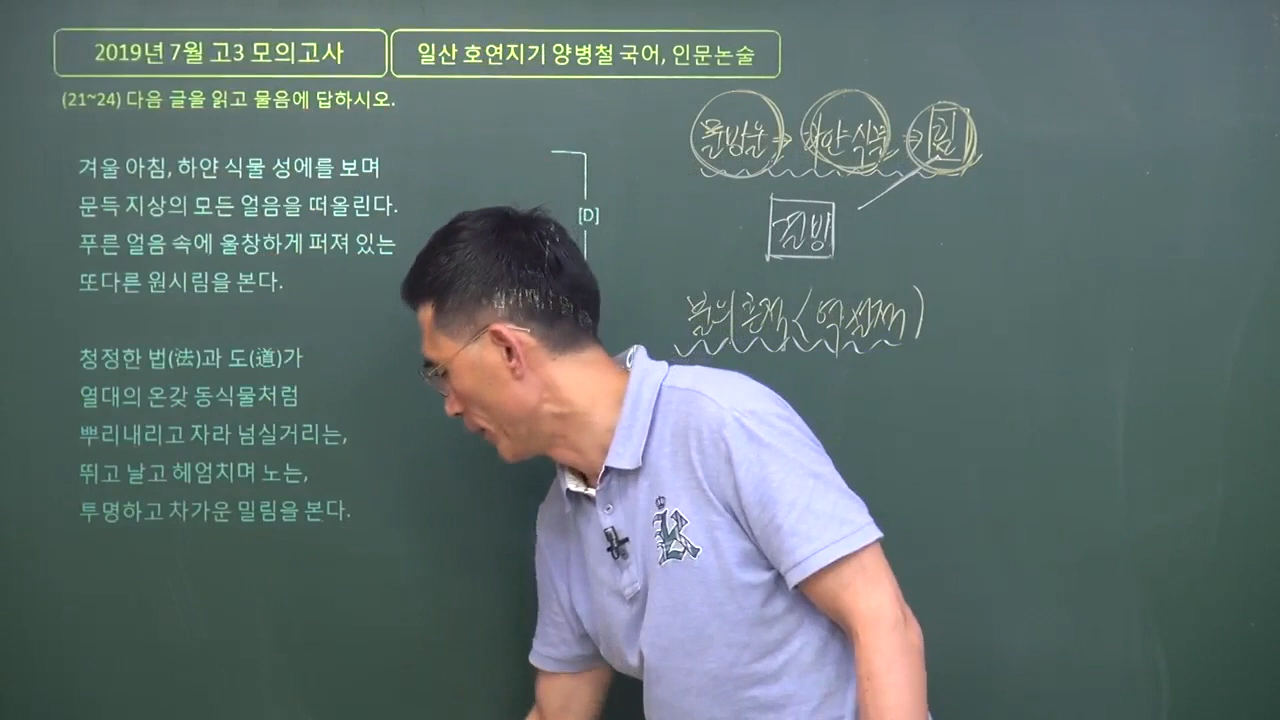 2019년 7월 고3 모의고사
일산 호연지기 양병철 국어, 인문논술
(21~24) 다음 글을 읽고 물음에 답하시오.
겨울 아침, 하얀 식물 성에를 보며
문득 지상의 모든 얼음을 떠올린다.
푸른 얼음 속에 울창하게 퍼져 있는
또다른 원시림을 본다.
[D]
청정한 법(法)과 도(道)가
열대의 온갖 동식물처럼
뿌리내리고 자라 넘실거리는,
뛰고 날고 헤엄치며 노는,
투명하고 차가운 밀림을 본다.
봄의 흔적 (역설적)